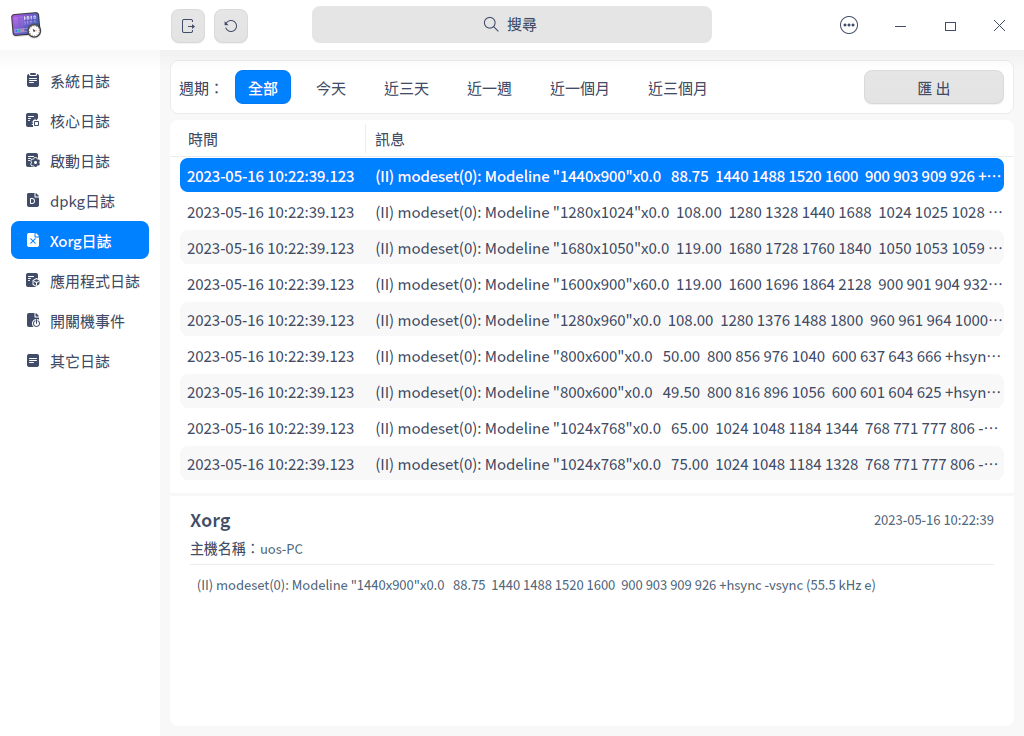 搜尋
系統日誌
核心日誌
啟動日誌
dpkg日誌
Xorg日誌
應用程式日誌
開關機事件
其它日誌
週期： 全部 今天 近三天 近一週 近一個月 近三個月 匯出
時間 訊息
2023-05-16 10:22:39.123 (II) modeset(0): Modeline "1440x900"x0.0 88.75 1440 1488 1520 1600 900 903 909 926 +···
2023-05-16 10:22:39.123 (II) modeset(0): Modeline "1280x1024"x0.0 108.00 1280 1328 1440 1688 1024 1025 1028 ···
2023-05-16 10:22:39.123 (II) modeset(0): Modeline "1680x1050"x0.0 119.00 1680 1728 1760 1840 1050 1053 1059 ···
2023-05-16 10:22:39.123 (II) modeset(0): Modeline "1600x900"x60.0 119.00 1600 1696 1864 2128 900 901 904 932···
2023-05-16 10:22:39.123 (II) modeset(0): Modeline "1280x960"x0.0 108.00 1280 1376 1488 1800 960 961 964 1000···
2023-05-16 10:22:39.123 (II) modeset(0): Modeline "800x600"x0.0 50.00 800 856 976 1040 600 637 643 666 +hsyn···
2023-05-16 10:22:39.123 (II) modeset(0): Modeline "800x600"x0.0 49.50 800 816 896 1056 600 601 604 625 +hsyn···
2023-05-16 10:22:39.123 (II) modeset(0): Modeline "1024x768"x0.0 65.00 1024 1048 1184 1344 768 771 777 806 -···
2023-05-16 10:22:39.123 (II) modeset(0): Modeline "1024x768"x0.0 75.00 1024 1048 1184 1328 768 771 777 806 -···
Xorg 2023-05-16 10:22:39
主機名稱：uos-PC
(II) modeset(0): Modeline "1440x900"x0.0 88.75 1440 1488 1520 1600 900 903 909 926 +hsync -vsync (55.5 kHz e)